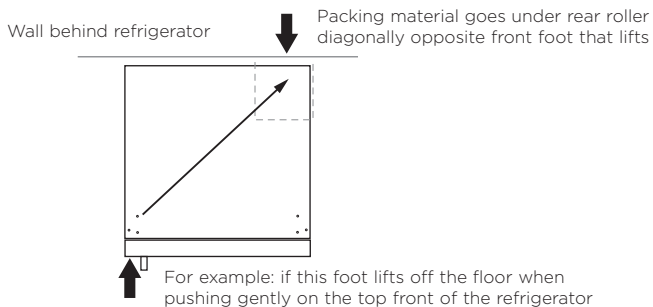 Wall behind refrigerator
Packing material goes under rear roller
diagonally opposite front foot that lifts
For example: if this foot lifts off the floor when
pushing gently on the top front of the refrigerator